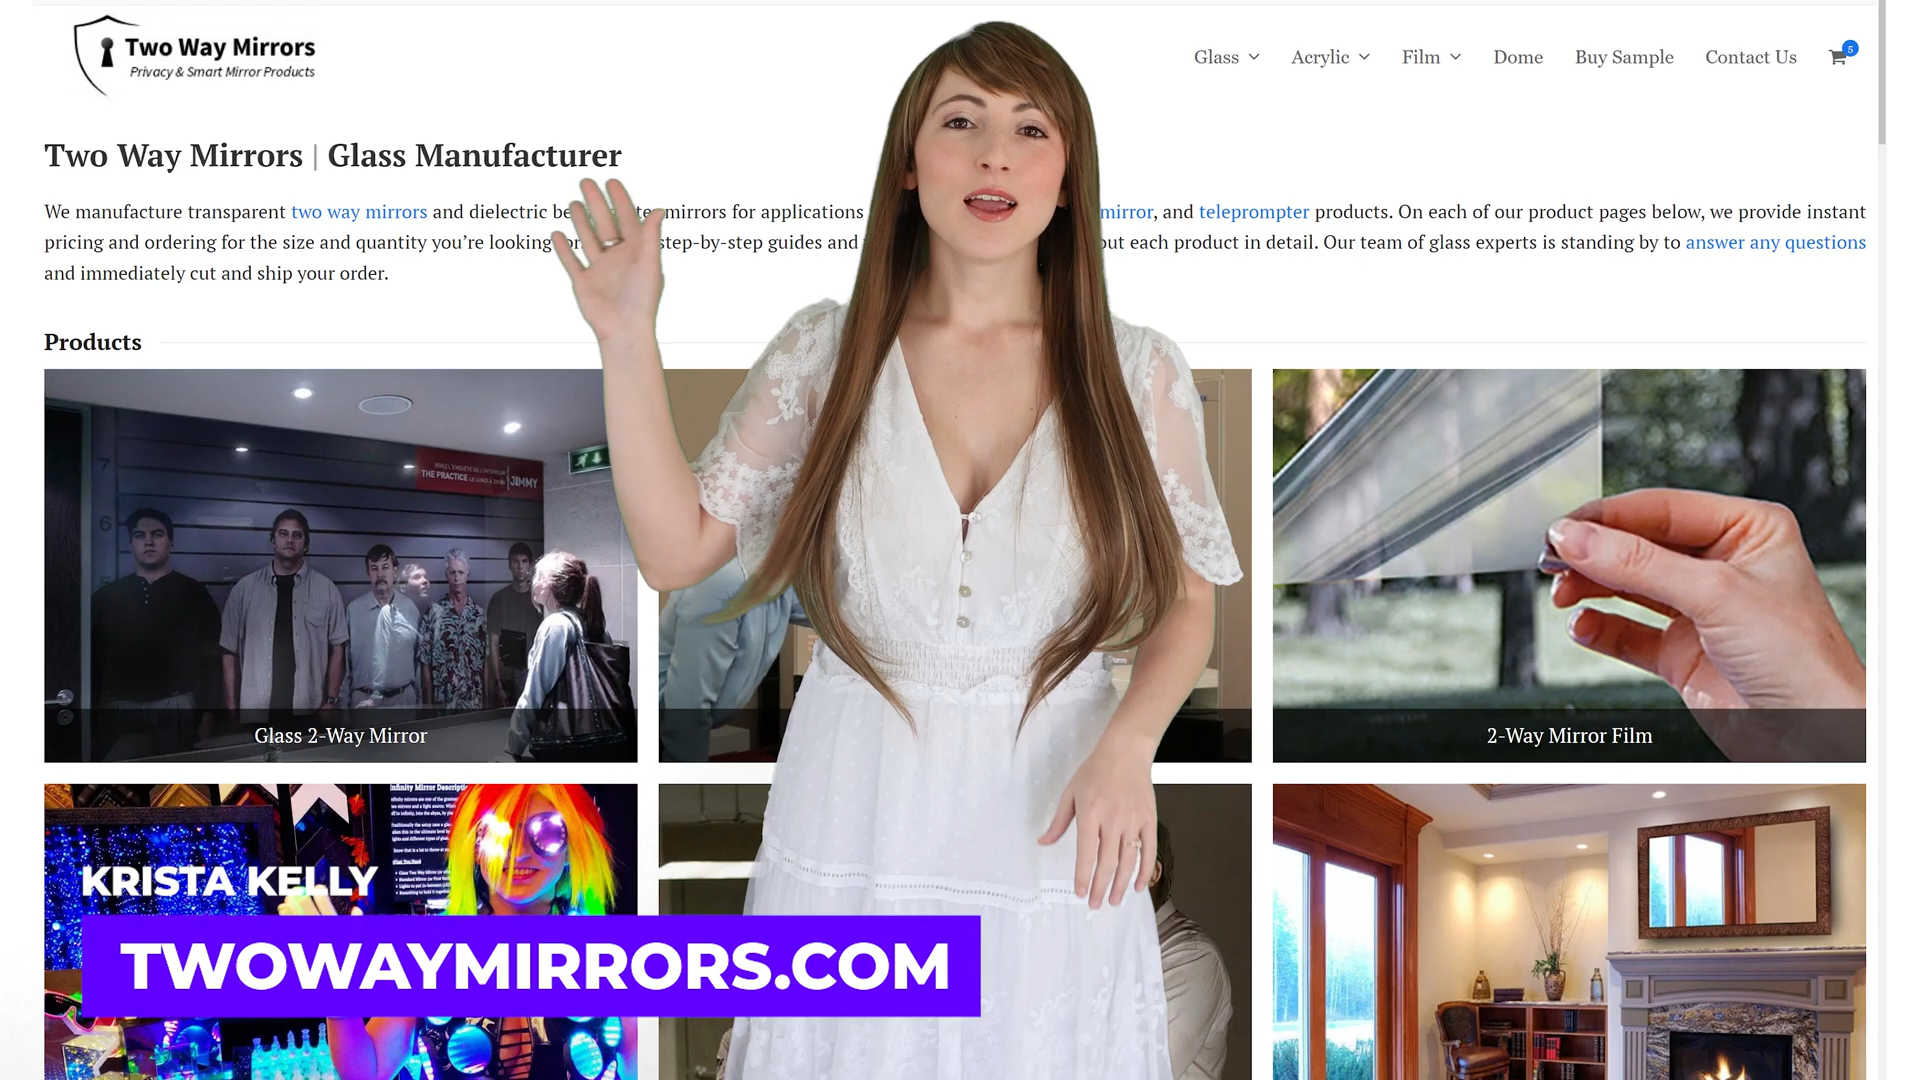 Two Way Mirrors
Privacy & Smart Mirror Products
Glass
Acrylic
Film
Dome
Buy Sample
Contact Us
5
Two Way Mirrors | Glass Manufacturer
We manufacture transparent two way mirrors and dielectric mirrors for applications mirror, and teleprompter products. On each of our product pages below, we provide instant
pricing and ordering for the size and quantity you're looking step-by-step guides and each product in detail. Our team of glass experts is standing by to answer any questions
and immediately cut and ship your order.
Products
THE PRACTICE
JIMMY
7
6
Glass 2-Way Mirror
2-Way Mirror Film
What You Need
KRISTA KELLY
TWOWAYMIRRORS.COM